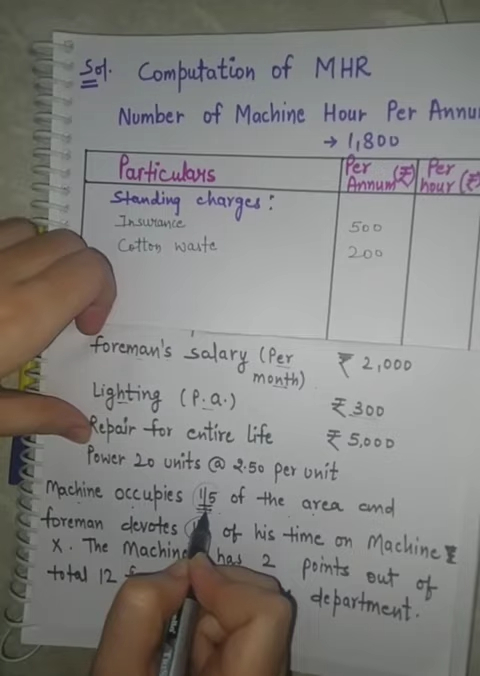 Sol. Computation of MHR
Number of Machine Hour Per Annu
→ 1,800
Particulars Per Annum (₹) Per hour (₹
Standing charges:
Insurance 500
Cotton waste 200
foreman's salary (Per month) ₹ 2,000
Lighting (P.a.) ₹ 300
Repair for entire life ₹ 5,000
Power 20 units @ 2.50 per unit
Machine occupies 1/5 of the area and
foreman devotes of his time on Machine
X. The Machine has 2 points out of
total 12 department.